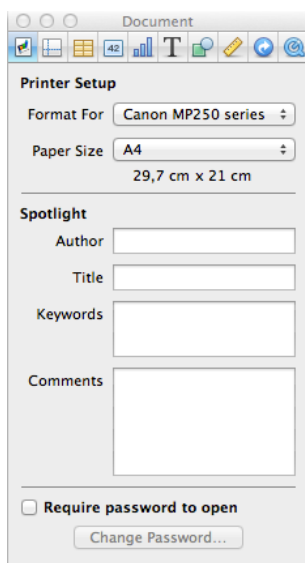 Document
42
T
Printer Setup
Format For Canon MP250 series
Paper Size A4
29,7 cm x 21 cm
Spotlight
Author
Title
Keywords
Comments
Require password to open
Change Password...